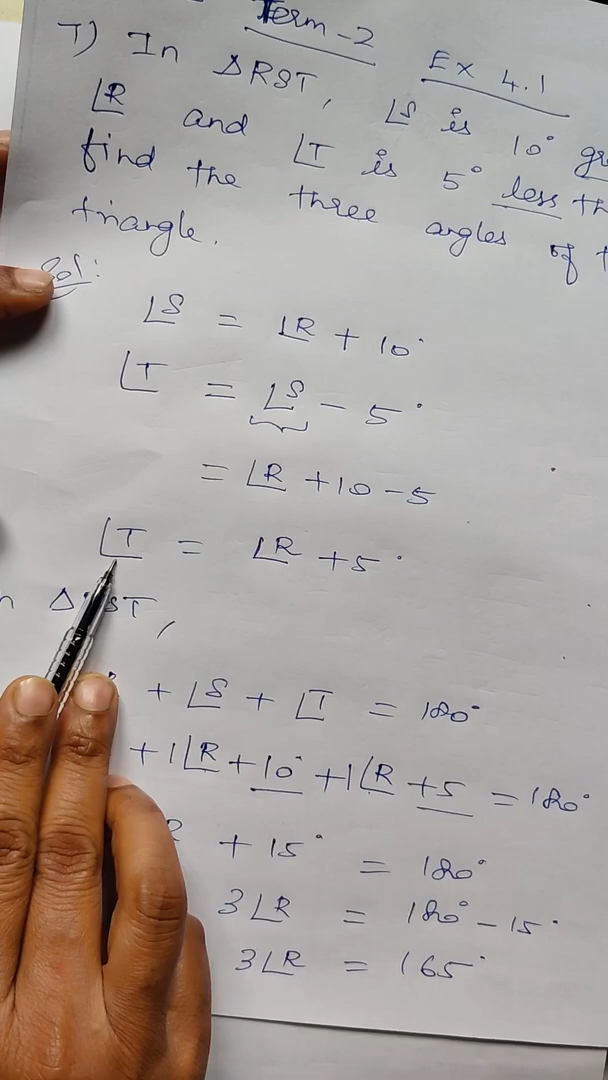 Term-2
Ex 4.1
7) In ΔRST, ∠S is 10° gr
∠R and ∠T is 5° less th
find the three angles of t
triangle.
Sol:
∠S = ∠R + 10°
∠T = ∠S - 5°
= ∠R + 10 - 5
∠T = ∠R + 5°
n Δ ST,
+ ∠S + ∠T = 180°
+1∠R + 10° + 1∠R + 5 = 180°
R + 15° = 180°
3∠R = 180° - 15°
3∠R = 165°